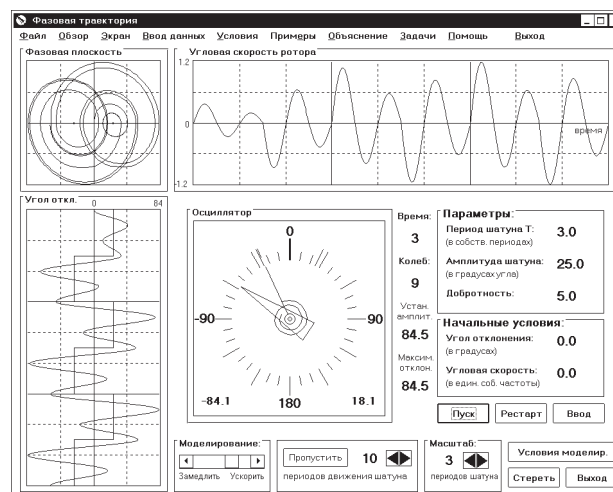 Фазовая траектория
Файл Обзор Экран Ввод данных Условия Примеры Объяснение Задачи Помощь Выход
Фазовая плоскость
Угловая скорость ротора
1.2
0
-1.2
время
Угол откл.
0
84
Осциллятор
0
-90
90
180
-84.1
18.1
Время:
3
Колеб:
9
Устан.
амплит.
84.5
Максим.
отклон.
84.5
Параметры:
Период шатуна T: 3.0
(в собств. периодах)
Амплитуда шатуна: 25.0
(в градусах угла)
Добротность: 5.0
Начальные условия:
Угол отклонения: 0.0
(в градусах)
Угловая скорость: 0.0
(в един. соб. частоты)
Пуск Рестарт Ввод
Моделирование:
Замедлить Ускорить
Пропустить 10
периодов движения шатуна
Масштаб:
3
периодов шатуна
Условия моделир.
Стереть Выход